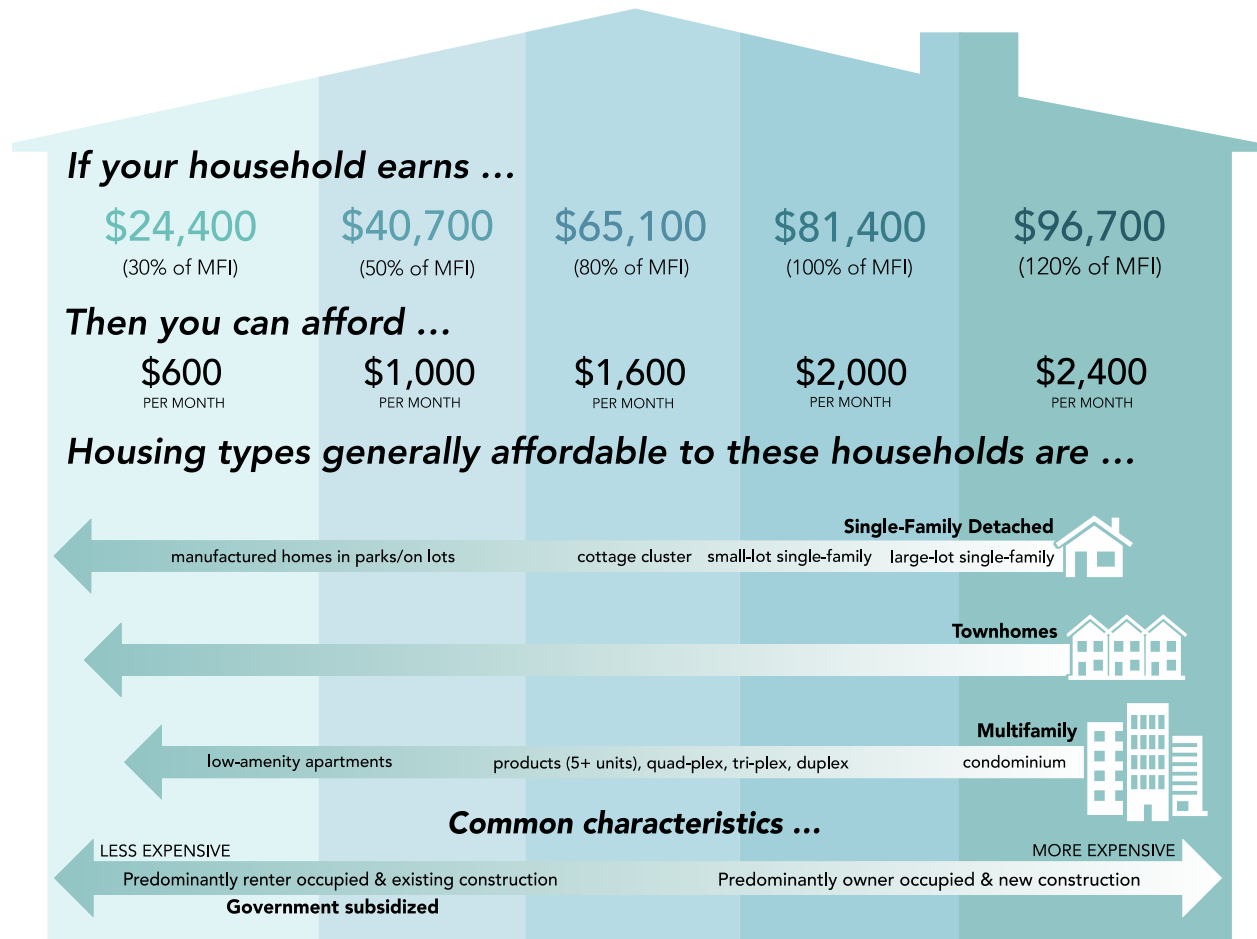 If your household earns ...
$24,400 $40,700 $65,100 $81,400 $96,700
(30% of MFI) (50% of MFI) (80% of MFI) (100% of MFI) (120% of MFI)
Then you can afford ...
$600 $1,000 $1,600 $2,000 $2,400
PER MONTH PER MONTH PER MONTH PER MONTH PER MONTH
Housing types generally affordable to these households are ...
Single-Family Detached
manufactured homes in parks/on lots cottage cluster small-lot single-family large-lot single-family
Townhomes
Multifamily
low-amenity apartments products (5+ units), quad-plex, tri-plex, duplex condominium
Common characteristics ...
LESS EXPENSIVE MORE EXPENSIVE
Predominantly renter occupied & existing construction Predominantly owner occupied & new construction
Government subsidized